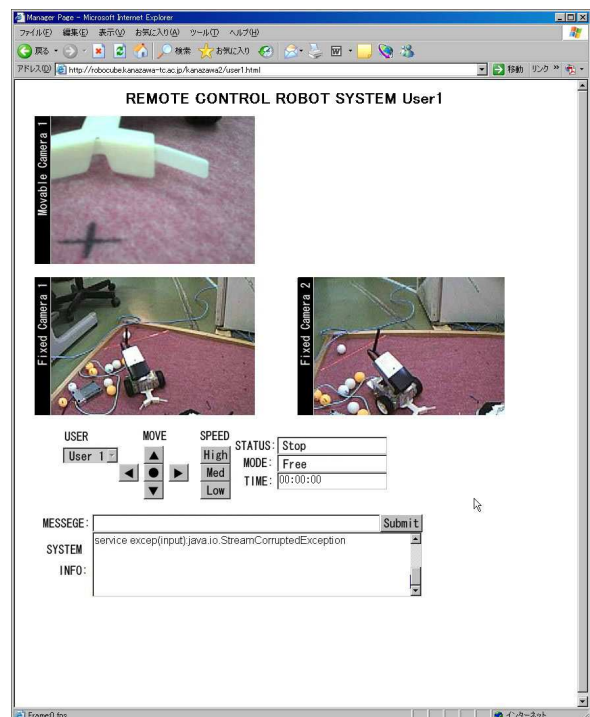 Manager Page - Microsoft Internet Explorer
ファイル(F) 編集(E) 表示(V) お気に入り(A) ツール(T) ヘルプ(H)
戻る 検索 お気に入り
アドレス(D) http://robocube.kanazawa-tc.ac.jp/kanazawa2/user1.html 移動 リンク »
REMOTE CONTROL ROBOT SYSTEM User1
Movable Camera 1
Fixed Camera 1
Fixed Camera 2
USER MOVE SPEED
User 1
High
Med
Low
STATUS: Stop
MODE: Free
TIME: 00:00:00
MESSEGE: Submit
SYSTEM INFO:
service excep(input):java.io.StreamCorruptedException
Frame0 fps インターネット